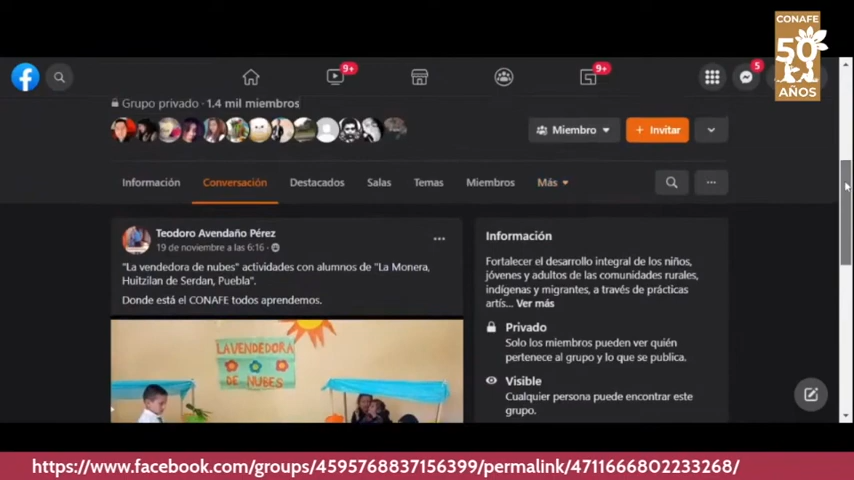 CONAFE
50
AÑOS
9+
9+
5
Grupo privado · 1.4 mil miembros
Miembro
+ Invitar
Información
Conversación
Destacados
Salas
Temas
Miembros
Más
Teodoro Avendaño Pérez
19 de noviembre a las 6:16 ·
"La vendedora de nubes" actividades con alumnos de "La Monera,
Huitzilan de Serdan, Puebla".
Donde está el CONAFE todos aprendemos.
LA VENDEDORA
DE NUBES
Información
Fortalecer el desarrollo integral de los niños,
jóvenes y adultos de las comunidades rurales,
indígenas y migrantes, a través de prácticas
artís... Ver más
Privado
Solo los miembros pueden ver quién
pertenece al grupo y lo que se publica.
Visible
Cualquier persona puede encontrar este
grupo.
https://www.facebook.com/groups/4595768837156399/permalink/4711666802233268/